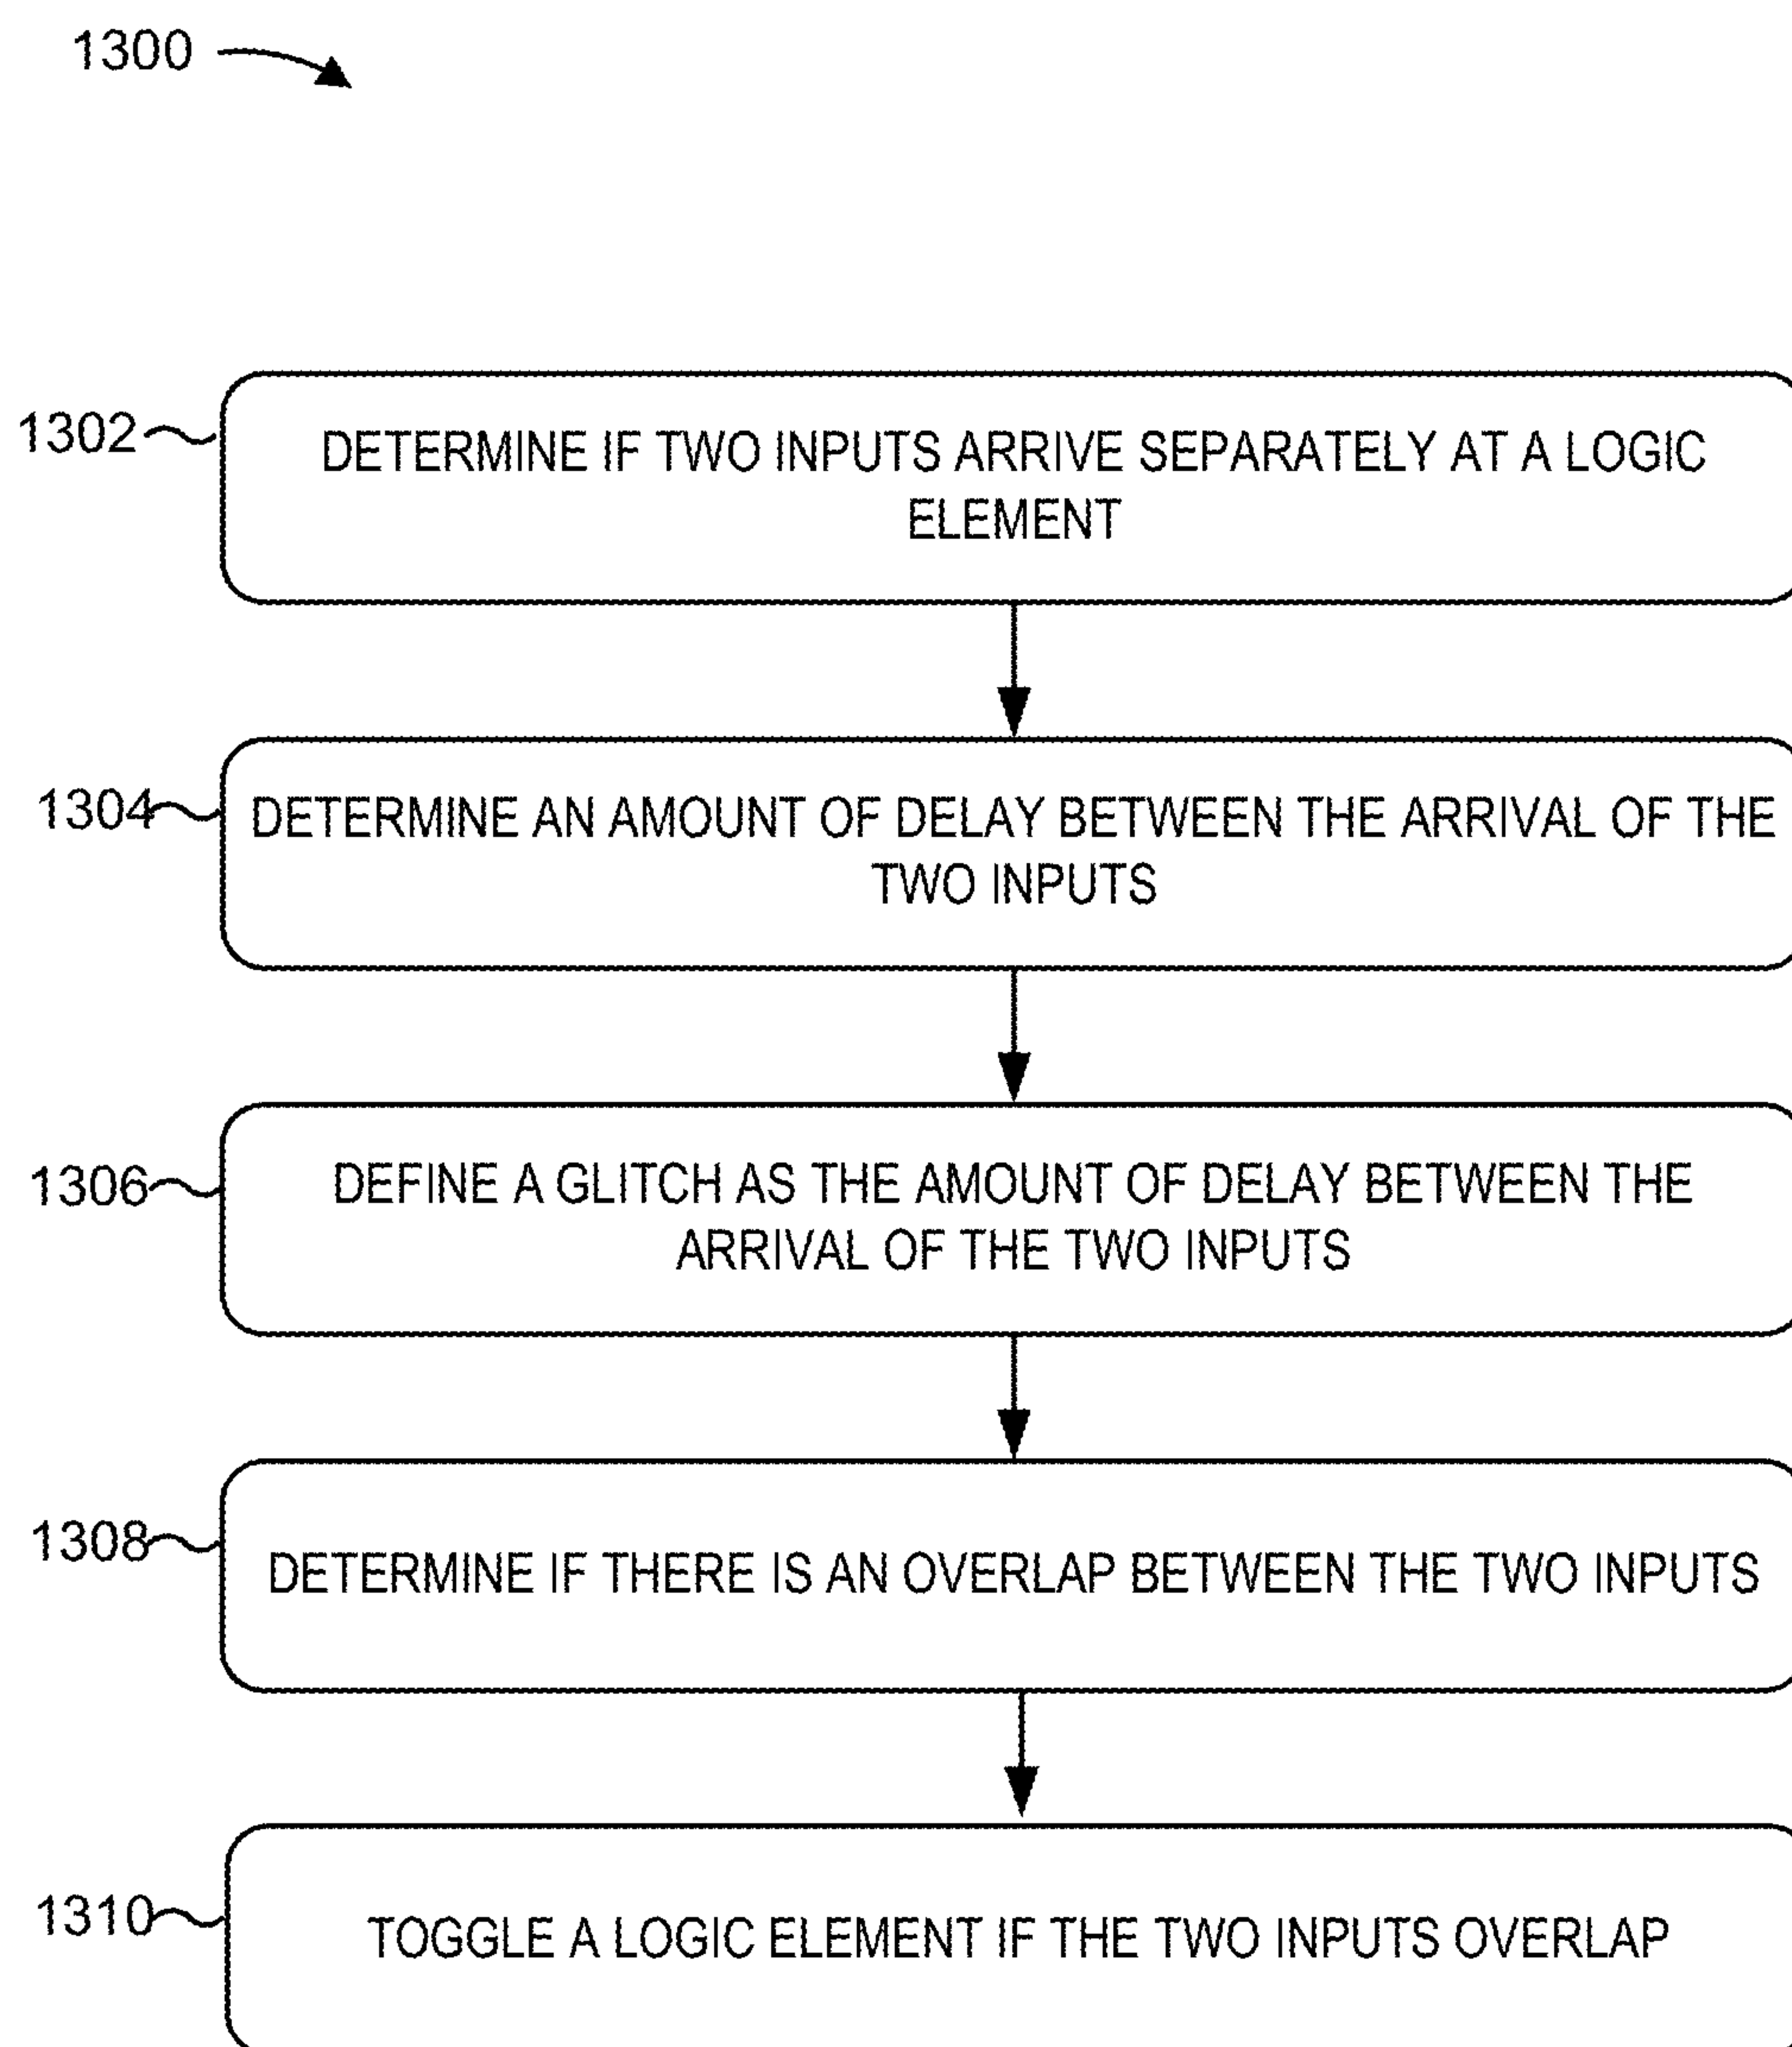 1300
1302
DETERMINE IF TWO INPUTS ARRIVE SEPARATELY AT A LOGIC
ELEMENT
1304
DETERMINE AN AMOUNT OF DELAY BETWEEN THE ARRIVAL OF THE
TWO INPUTS
1306
DEFINE A GLITCH AS THE AMOUNT OF DELAY BETWEEN THE
ARRIVAL OF THE TWO INPUTS
1308
DETERMINE IF THERE IS AN OVERLAP BETWEEN THE TWO INPUTS
1310
TOGGLE A LOGIC ELEMENT IF THE TWO INPUTS OVERLAP